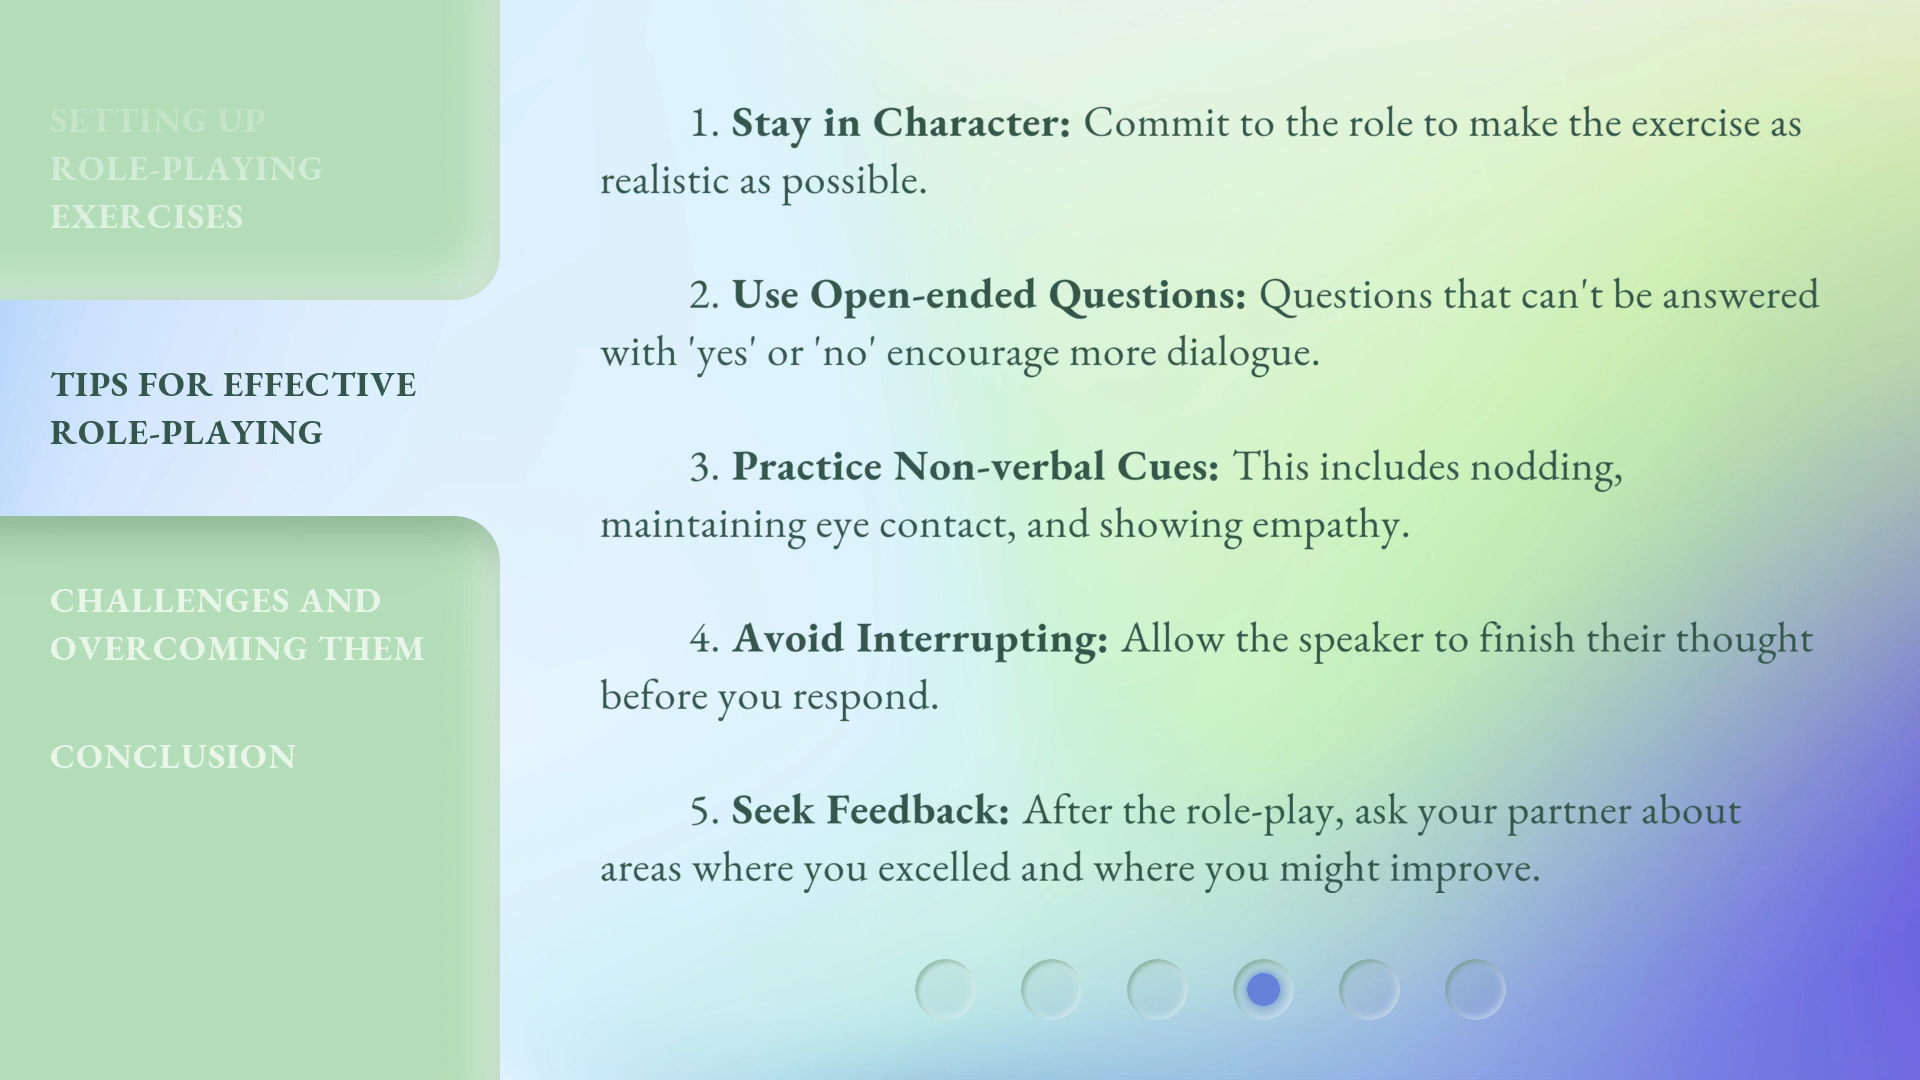 SETTING UP
ROLE-PLAYING
EXERCISES
TIPS FOR EFFECTIVE
ROLE-PLAYING
CHALLENGES AND
OVERCOMING THEM
CONCLUSION
1. Stay in Character: Commit to the role to make the exercise as
realistic as possible.
2. Use Open-ended Questions: Questions that can't be answered
with 'yes' or 'no' encourage more dialogue.
3. Practice Non-verbal Cues: This includes nodding,
maintaining eye contact, and showing empathy.
4. Avoid Interrupting: Allow the speaker to finish their thought
before you respond.
5. Seek Feedback: After the role-play, ask your partner about
areas where you excelled and where you might improve.